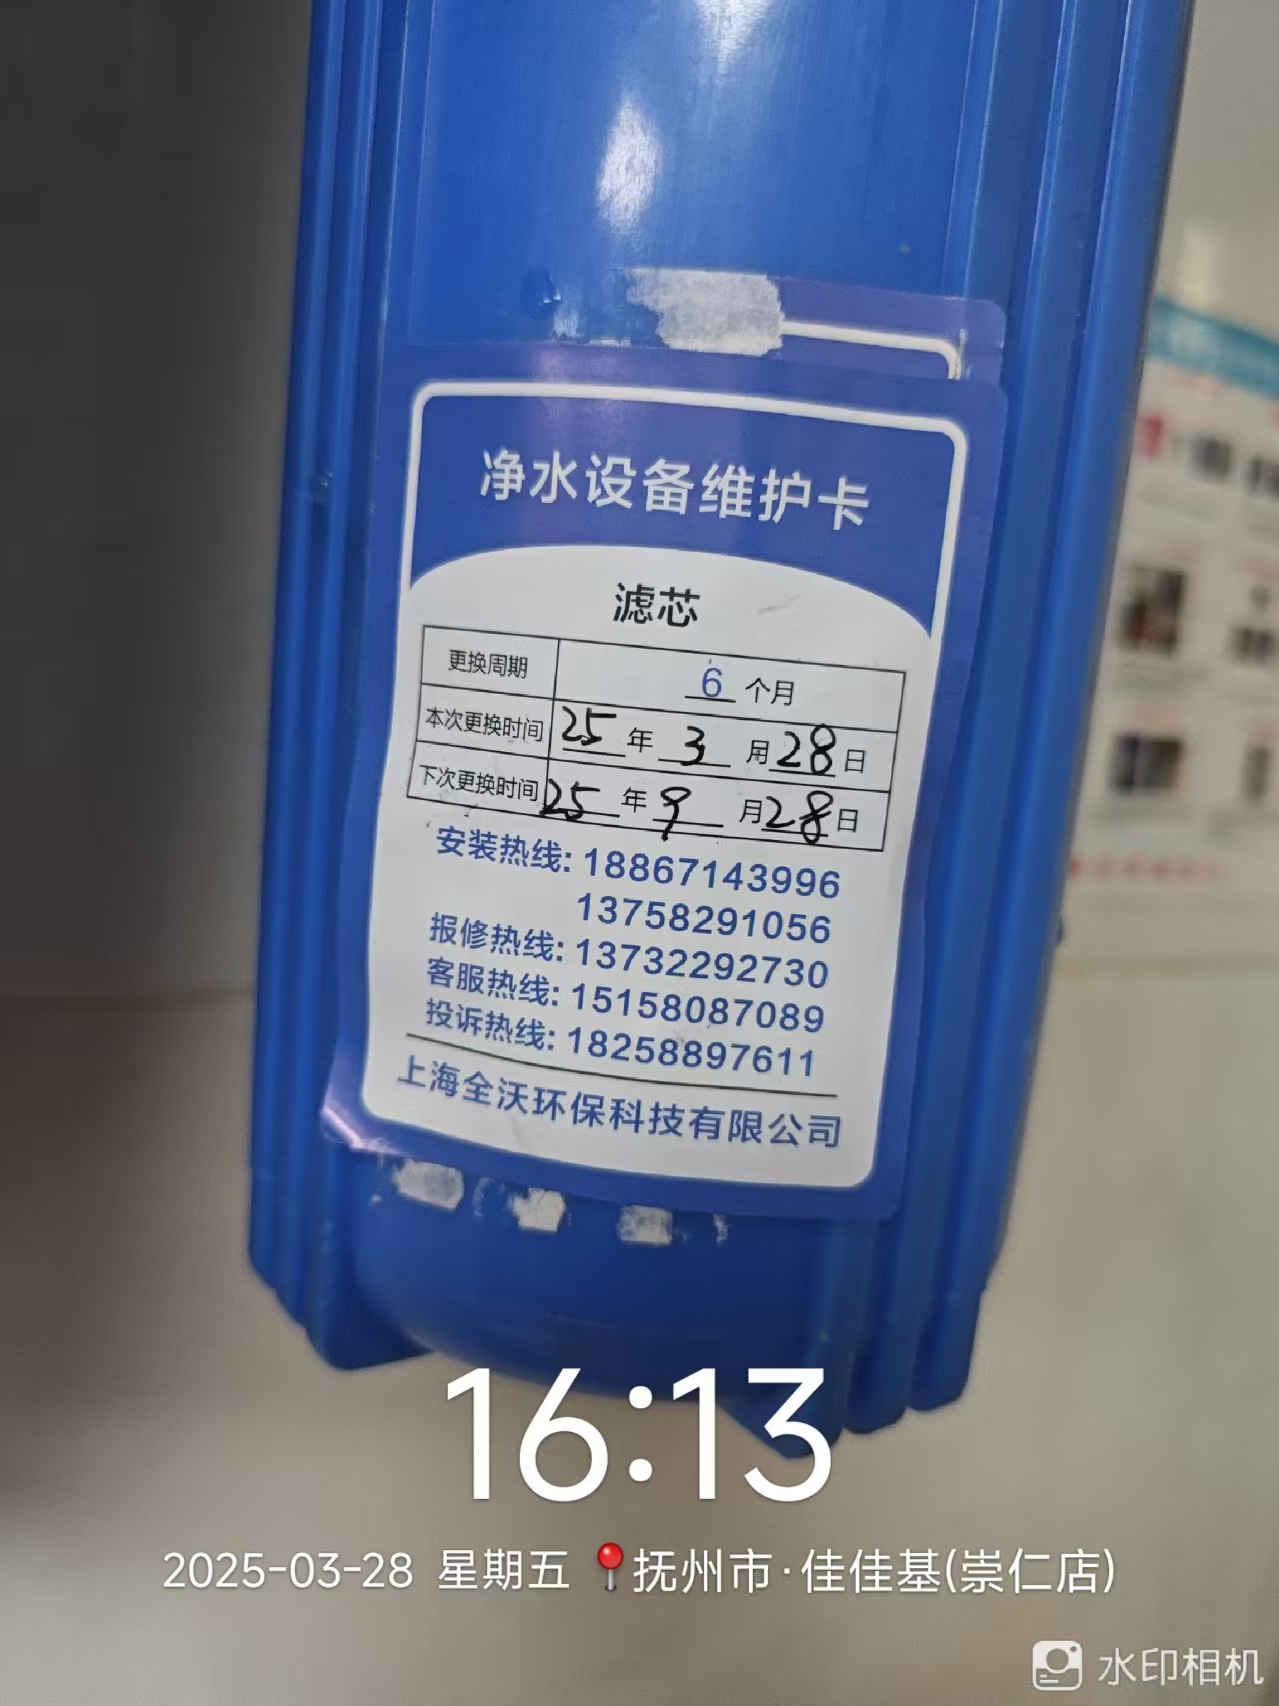 净水设备维护卡
滤芯
更换周期 6 个月
本次更换时间 25 年 3 月 28 日
下次更换时间 25 年 9 月 28 日
安装热线: 18867143996
13758291056
报修热线: 13732292730
客服热线: 15158087089
投诉热线: 18258897611
上海全沃环保科技有限公司
16:13
2025-03-28 星期五 📍抚州市·佳佳基(崇仁店)
水印相机